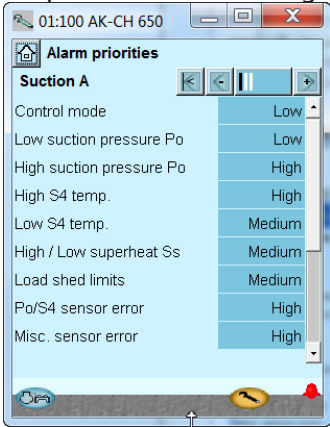 01:100 AK-CH 650
Alarm priorities
Suction A
Control mode Low
Low suction pressure Po Low
High suction pressure Po High
High S4 temp. High
Low S4 temp. Medium
High / Low superheat Ss Medium
Load shed limits Medium
Po/S4 sensor error High
Misc. sensor error High